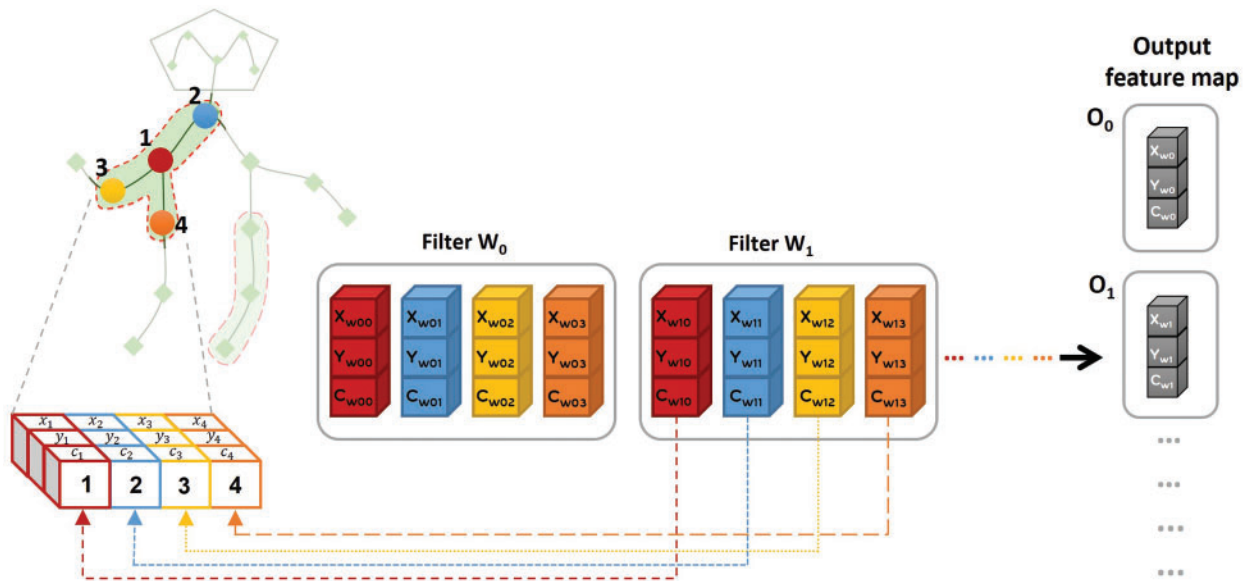 Output
feature map
2
1
3
4
O0
Xw0
Yw0
Cw0
Filter W0
Filter W1
O1
Xw00 Xw01 Xw02 Xw03
Yw00 Yw01 Yw02 Yw03
Cw00 Cw01 Cw02 Cw03
Xw10 Xw11 Xw12 Xw13
Yw10 Yw11 Yw12 Yw13
Cw10 Cw11 Cw12 Cw13
Xw1
Yw1
Cw1
x1 x2 x3 x4
y1 y2 y3 y4
c1 c2 c3 c4
1 2 3 4